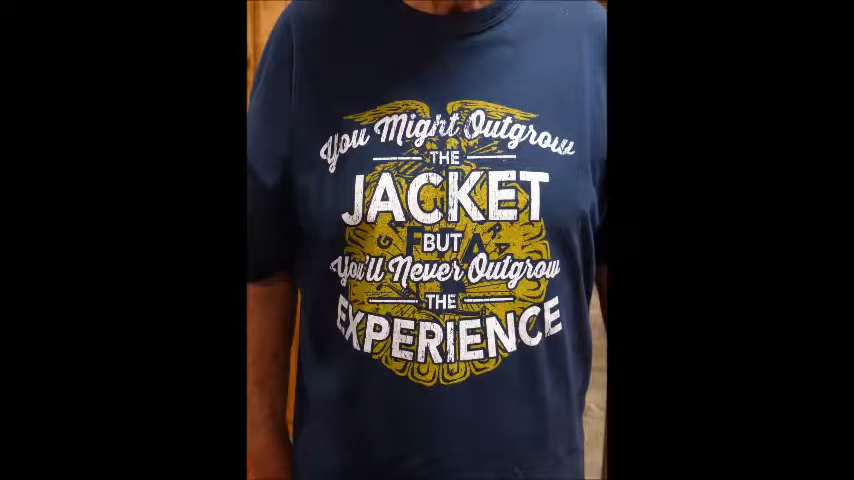 You Might Outgrow
THE
JACKET
BUT
You'll Never Outgrow
THE
EXPERIENCE